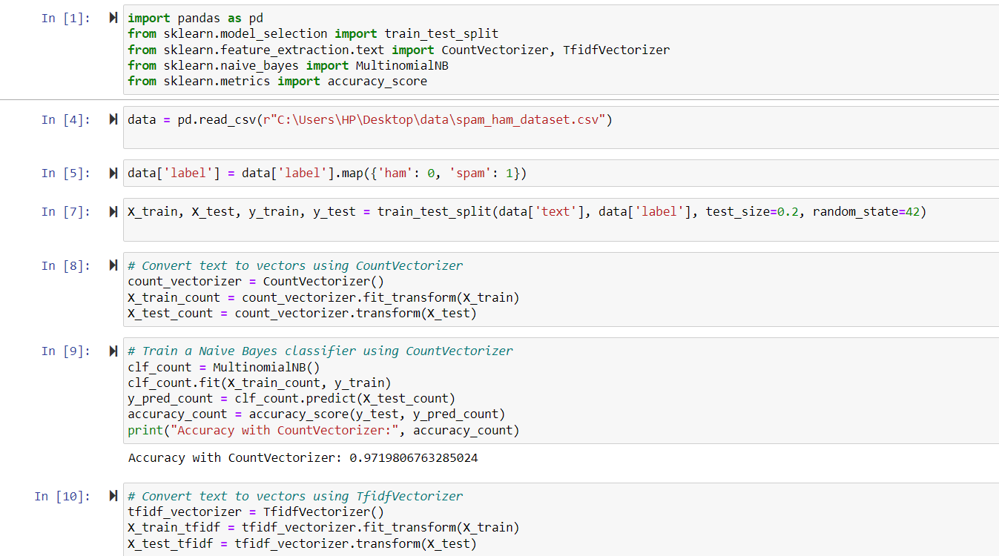 In [1]:
import pandas as pd
from sklearn.model_selection import train_test_split
from sklearn.feature_extraction.text import CountVectorizer, TfidfVectorizer
from sklearn.naive_bayes import MultinomialNB
from sklearn.metrics import accuracy_score
In [4]:
data = pd.read_csv(r"C:\Users\HP\Desktop\data\spam_ham_dataset.csv")
In [5]:
data['label'] = data['label'].map({'ham': 0, 'spam': 1})
In [7]:
X_train, X_test, y_train, y_test = train_test_split(data['text'], data['label'], test_size=0.2, random_state=42)
In [8]:
# Convert text to vectors using CountVectorizer
count_vectorizer = CountVectorizer()
X_train_count = count_vectorizer.fit_transform(X_train)
X_test_count = count_vectorizer.transform(X_test)
In [9]:
# Train a Naive Bayes classifier using CountVectorizer
clf_count = MultinomialNB()
clf_count.fit(X_train_count, y_train)
y_pred_count = clf_count.predict(X_test_count)
accuracy_count = accuracy_score(y_test, y_pred_count)
print("Accuracy with CountVectorizer:", accuracy_count)
Accuracy with CountVectorizer: 0.9719806763285024
In [10]:
# Convert text to vectors using TfidfVectorizer
tfidf_vectorizer = TfidfVectorizer()
X_train_tfidf = tfidf_vectorizer.fit_transform(X_train)
X_test_tfidf = tfidf_vectorizer.transform(X_test)